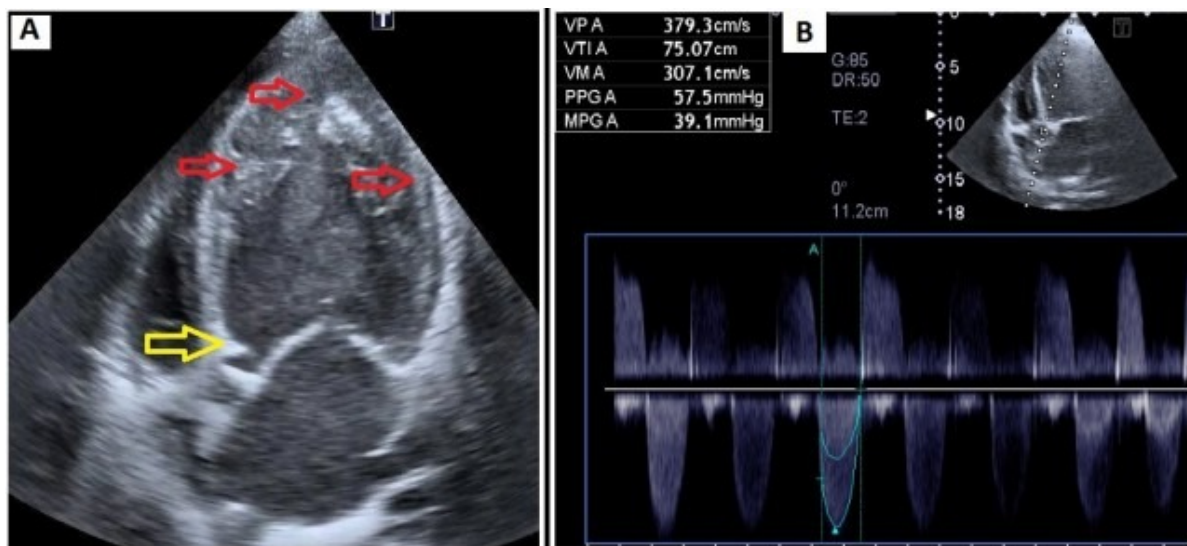 A
T
VP A 379.3cm/s
VTI A 75.07cm
VM A 307.1cm/s
PPG A 57.5mmHg
MPG A 39.1mmHg
B
G:85
DR:50
TE:2
0°
11.2cm
0
5
10
15
18
T
A